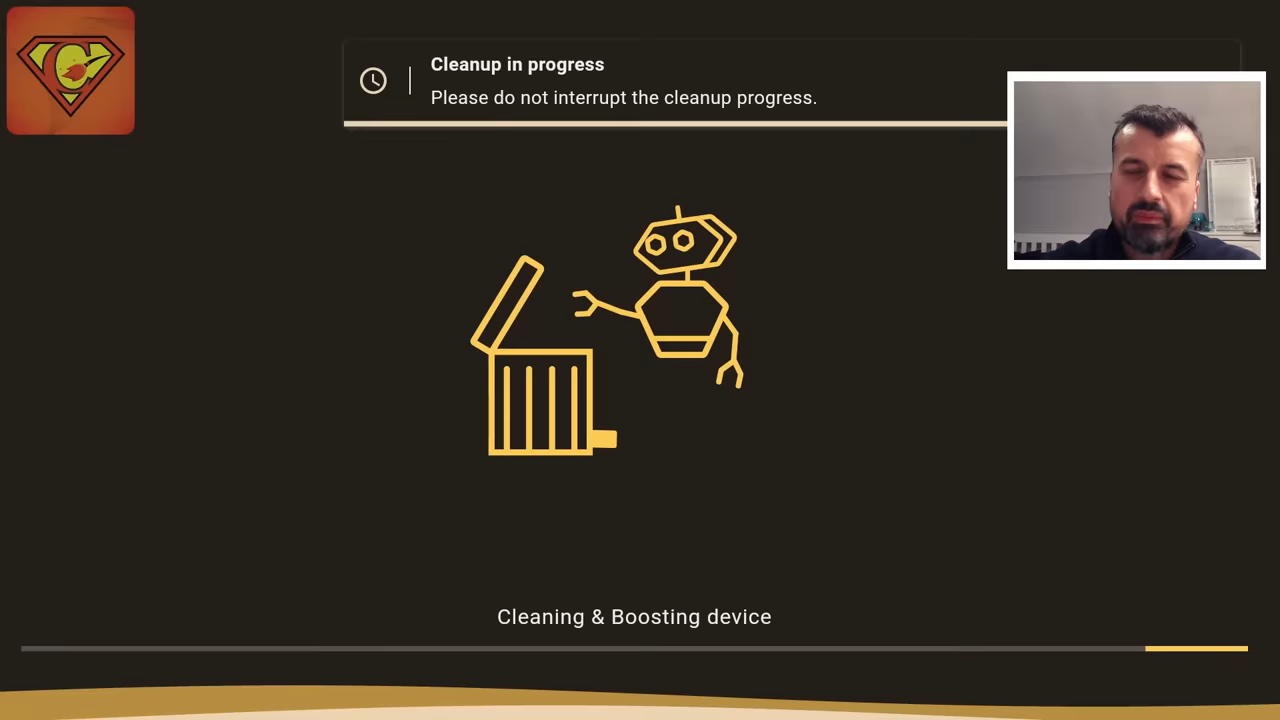 C
Cleanup in progress
Please do not interrupt the cleanup progress.
Cleaning & Boosting device